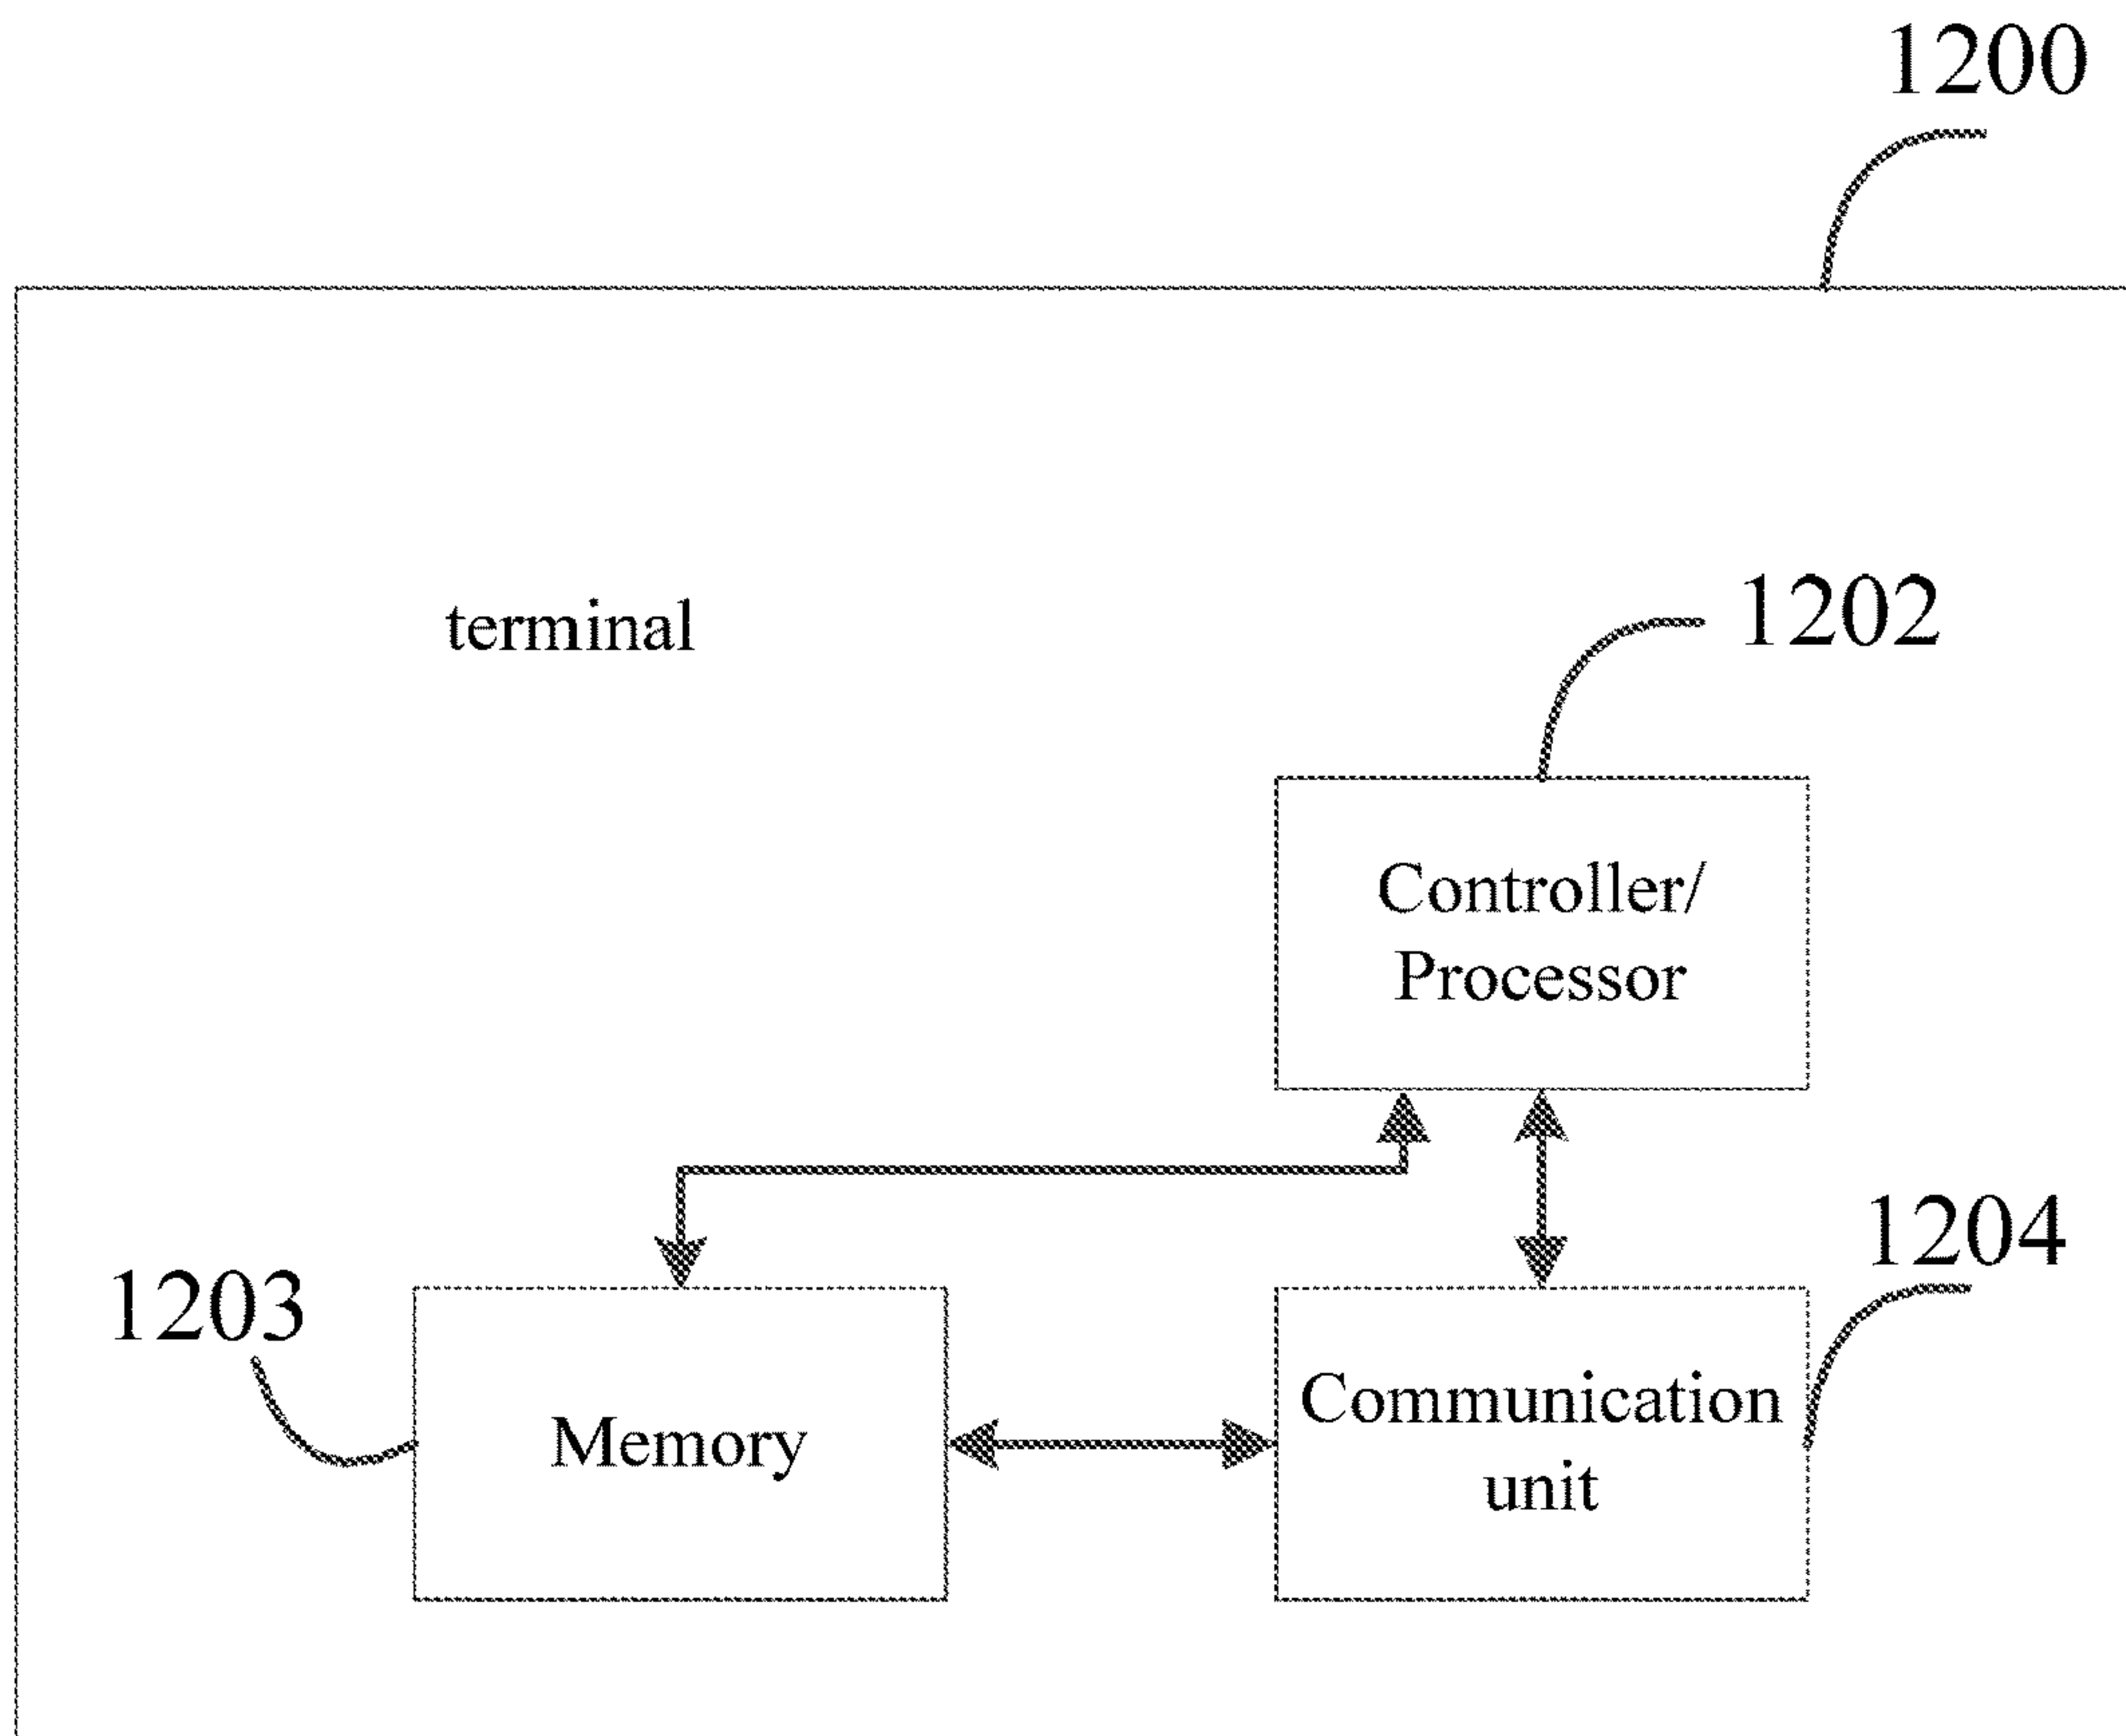 1200
terminal
1202
Controller/
Processor
1204
1203
Memory
Communication
unit